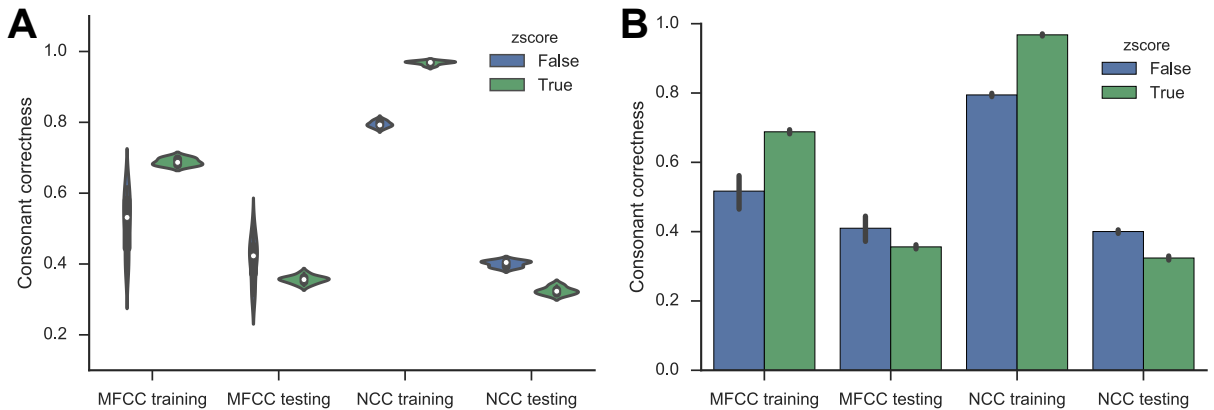 A
Consonant correctness
1.0
0.8
0.6
0.4
0.2
zscore
False
True
MFCC training
MFCC testing
NCC training
NCC testing
B
Consonant correctness
1.0
0.8
0.6
0.4
0.2
0.0
zscore
False
True
MFCC training
MFCC testing
NCC training
NCC testing